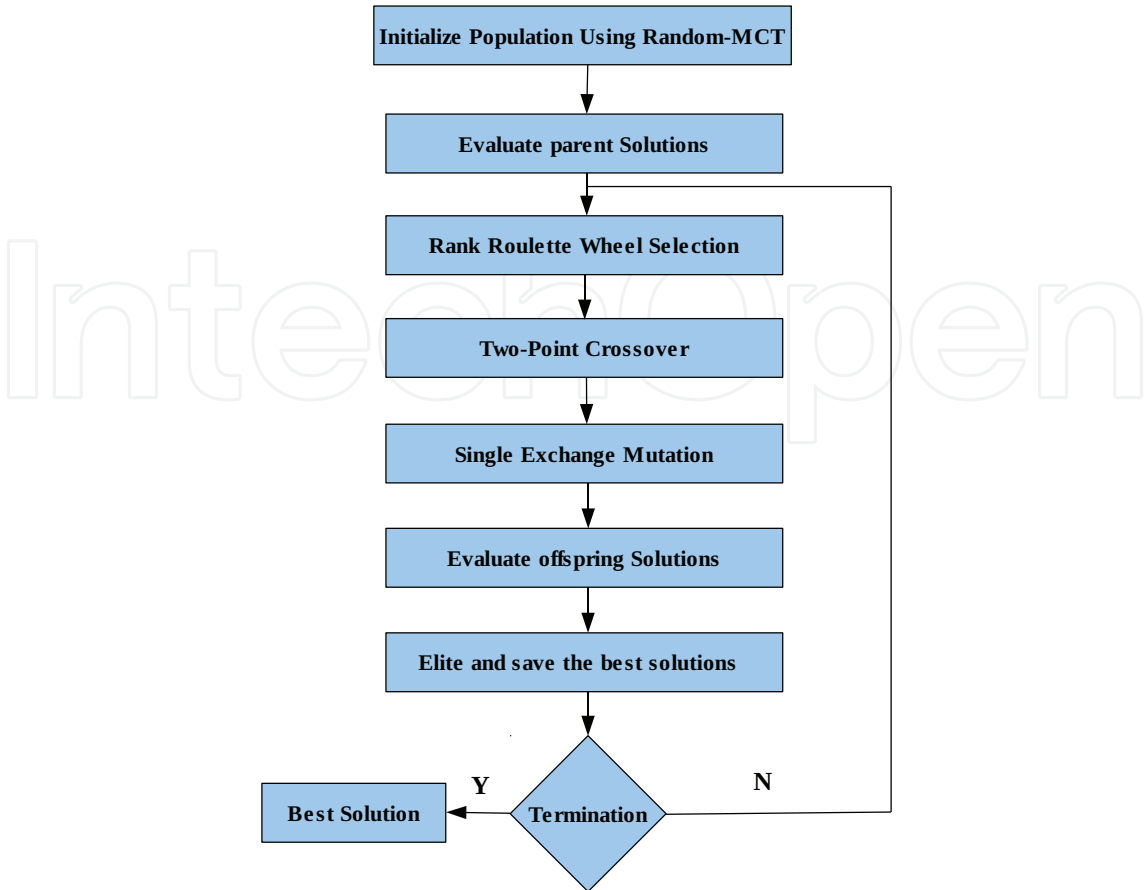 Initialize Population Using Random-MCT
Evaluate parent Solutions
Rank Roulette Wheel Selection
Two-Point Crossover
Single Exchange Mutation
Evaluate offspring Solutions
Elite and save the best solutions
Y
N
Best Solution
Termination
IntechOpen